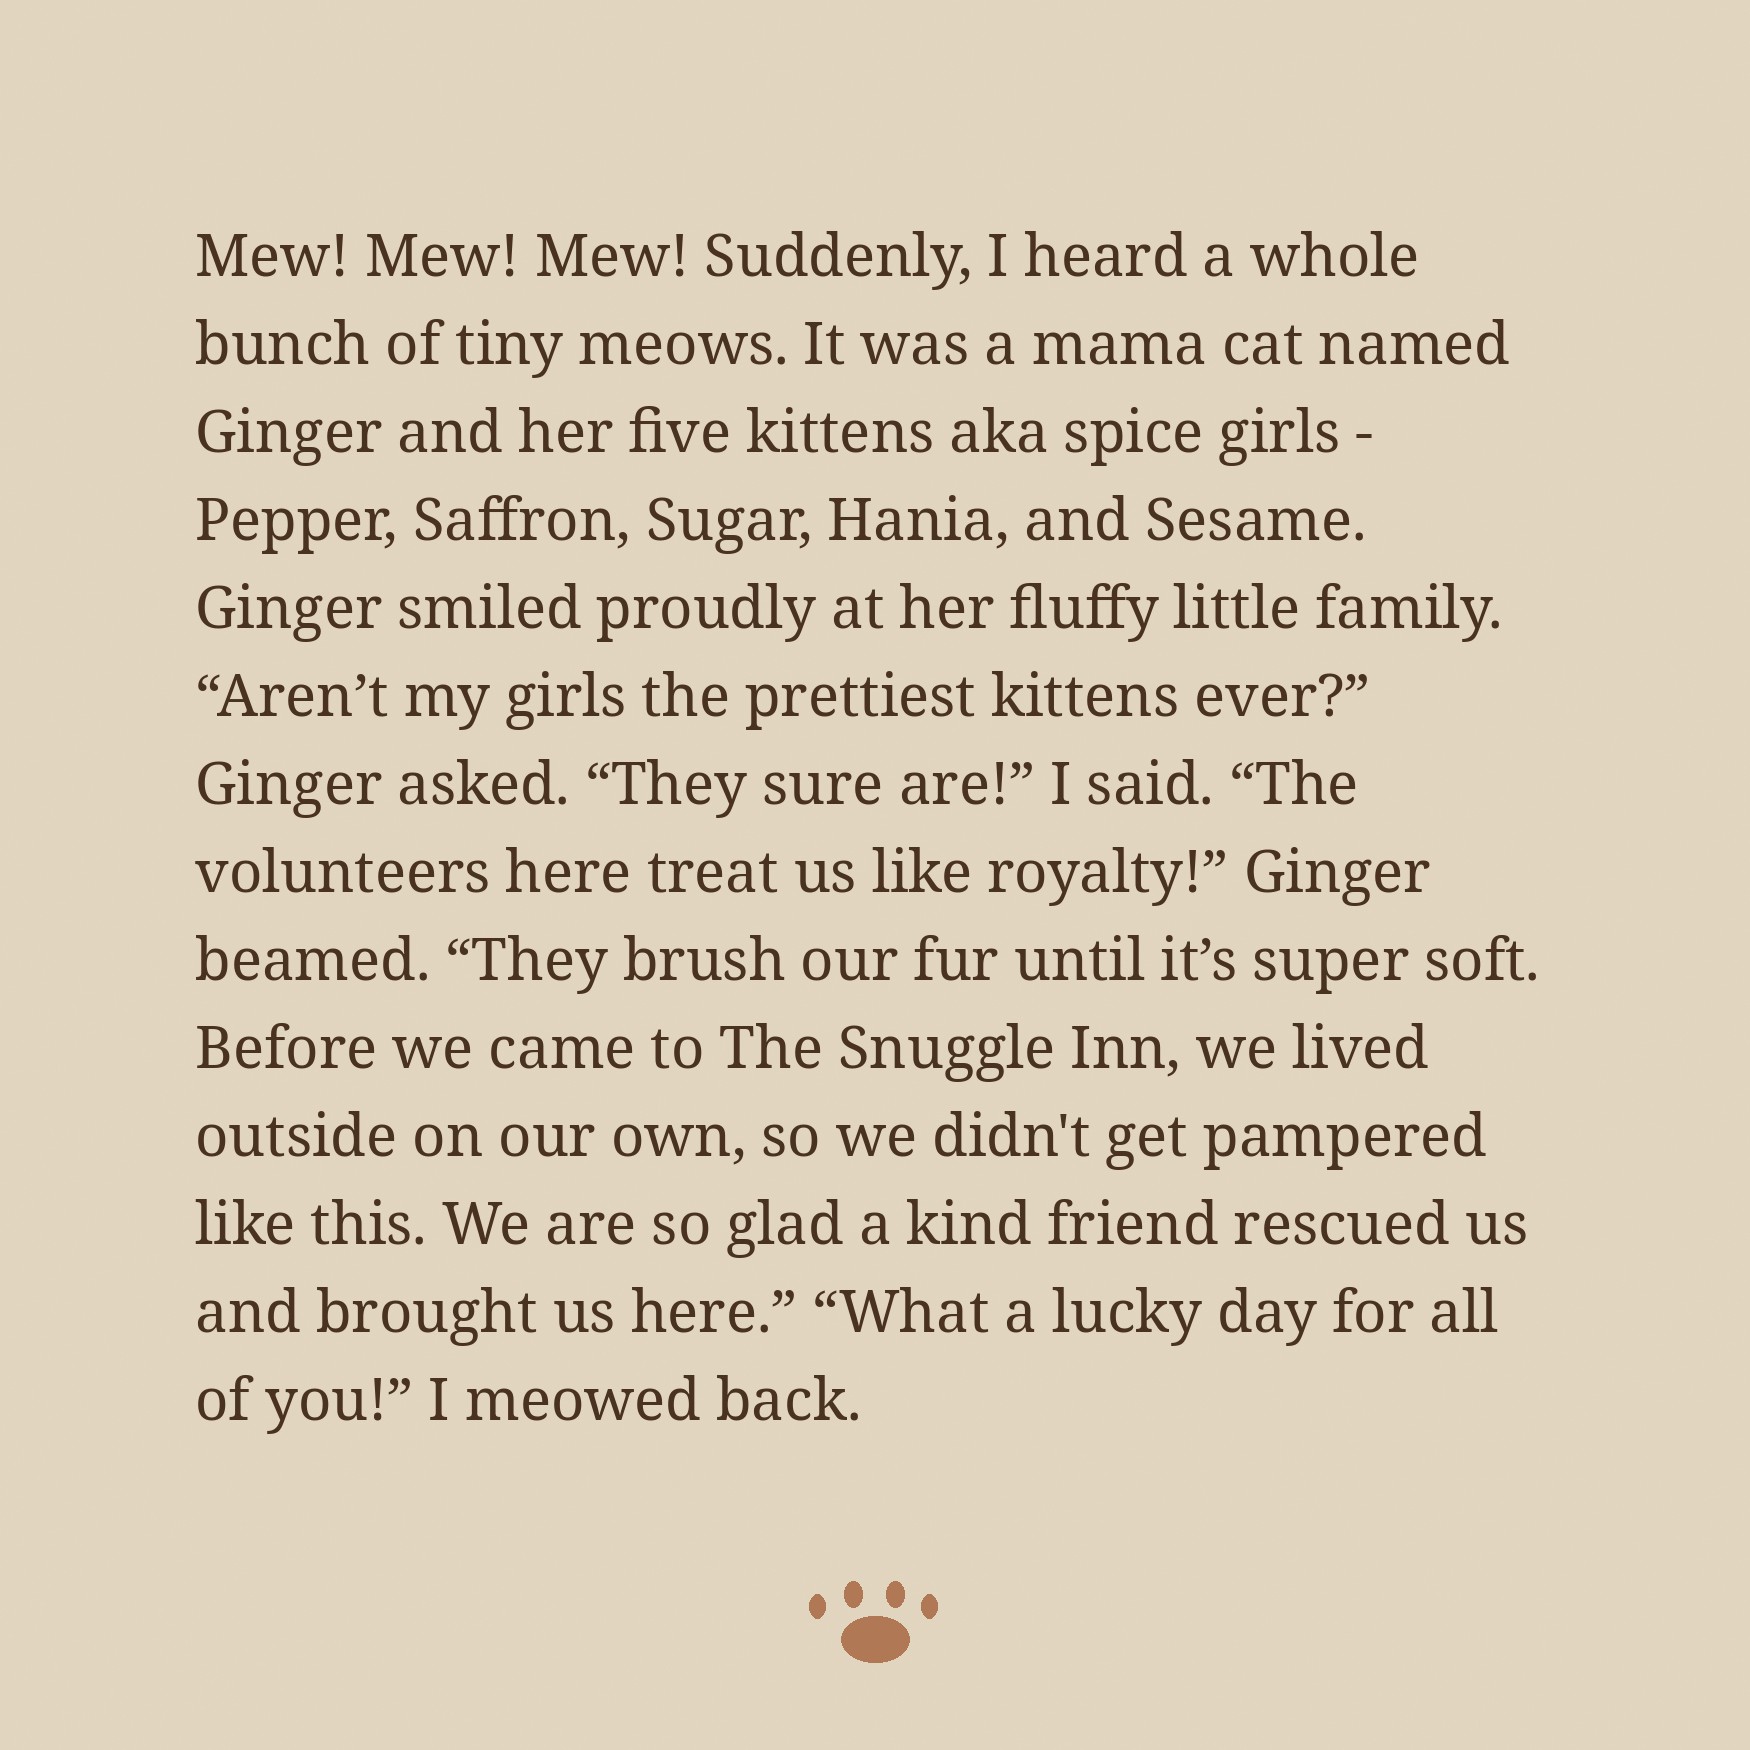 Mew! Mew! Mew! Suddenly, I heard a whole
bunch of tiny meows. It was a mama cat named
Ginger and her five kittens aka spice girls -
Pepper, Saffron, Sugar, Hania, and Sesame.
Ginger smiled proudly at her fluffy little family.
“Aren’t my girls the prettiest kittens ever?”
Ginger asked. “They sure are!” I said. “The
volunteers here treat us like royalty!” Ginger
beamed. “They brush our fur until it’s super soft.
Before we came to The Snuggle Inn, we lived
outside on our own, so we didn't get pampered
like this. We are so glad a kind friend rescued us
and brought us here.” “What a lucky day for all
of you!” I meowed back.